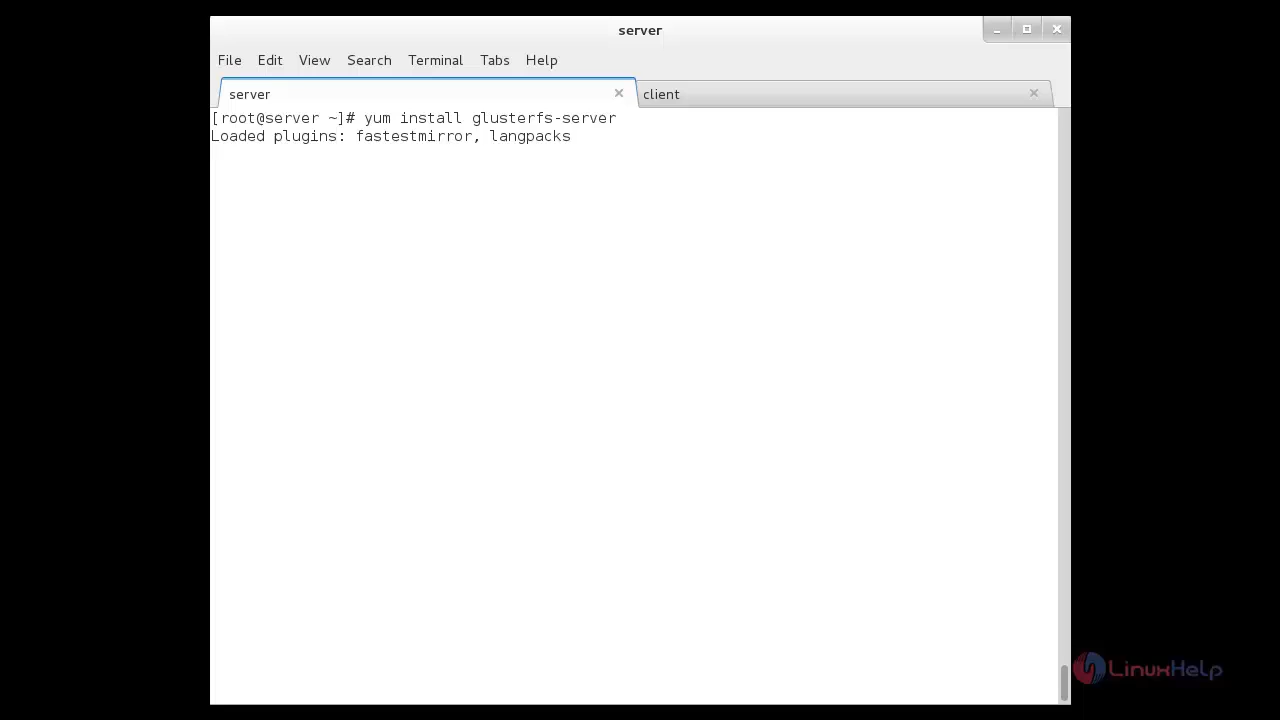 server
File Edit View Search Terminal Tabs Help
server client
[root@server ~]# yum install glusterfs-server
Loaded plugins: fastestmirror, langpacks
LinuxHelp